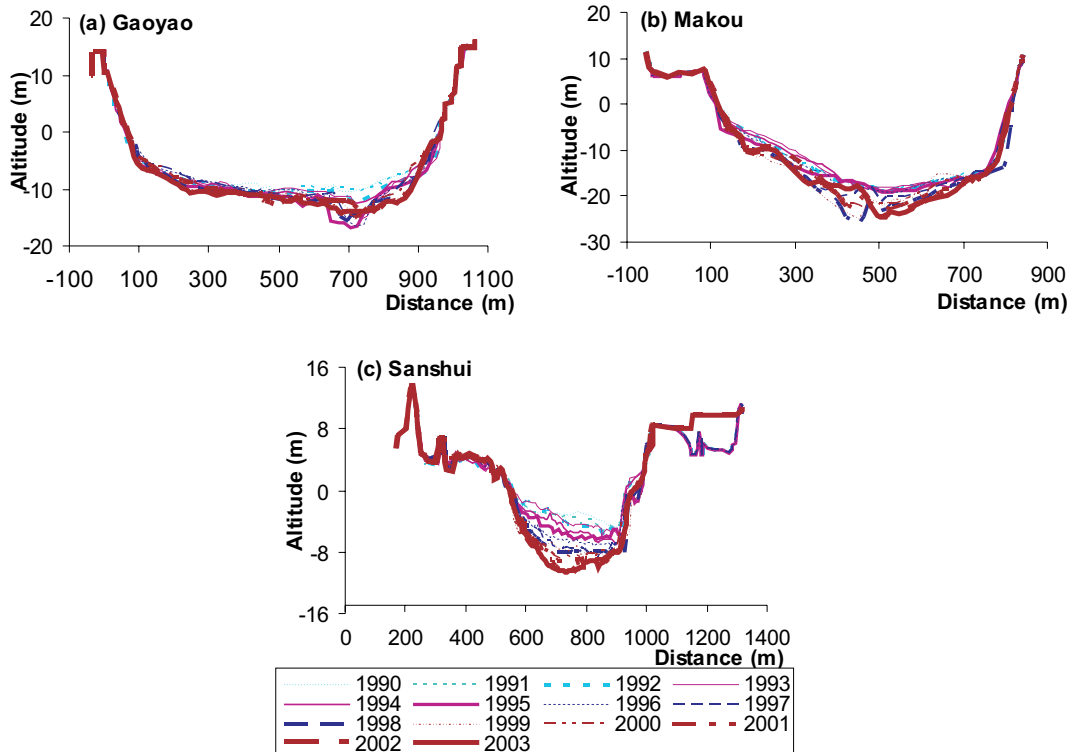 (a) Gaoyao
20
10
0
-10
-20
Altitude (m)
-100 100 300 500 700 900 1100
Distance (m)
(b) Makou
20
10
0
-10
-20
-30
Altitude (m)
-100 100 300 500 700 900
Distance (m)
(c) Sanshui
16
8
0
-8
-16
Altitude (m)
0 200 400 600 800 1000 1200 1400
Distance (m)
1990 1991 1992 1993
1994 1995 1996 1997
1998 1999 2000 2001
2002 2003